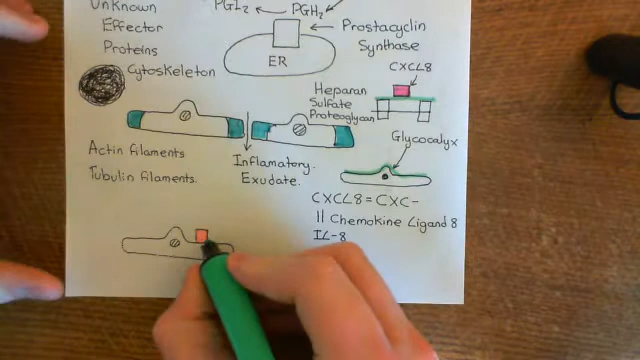 Unknown
Effector
Proteins
Cytoskeleton
PGI2 PGH2
Prostacyclin
Synthase
ER
CXCL8
Heparan
Sulfate
Proteoglycan
Glycocalyx
Actin filaments
Tubulin filaments.
Inflamatory.
Exudate.
CXCL8 = CXC-
|| Chemokine Ligand 8
IL-8